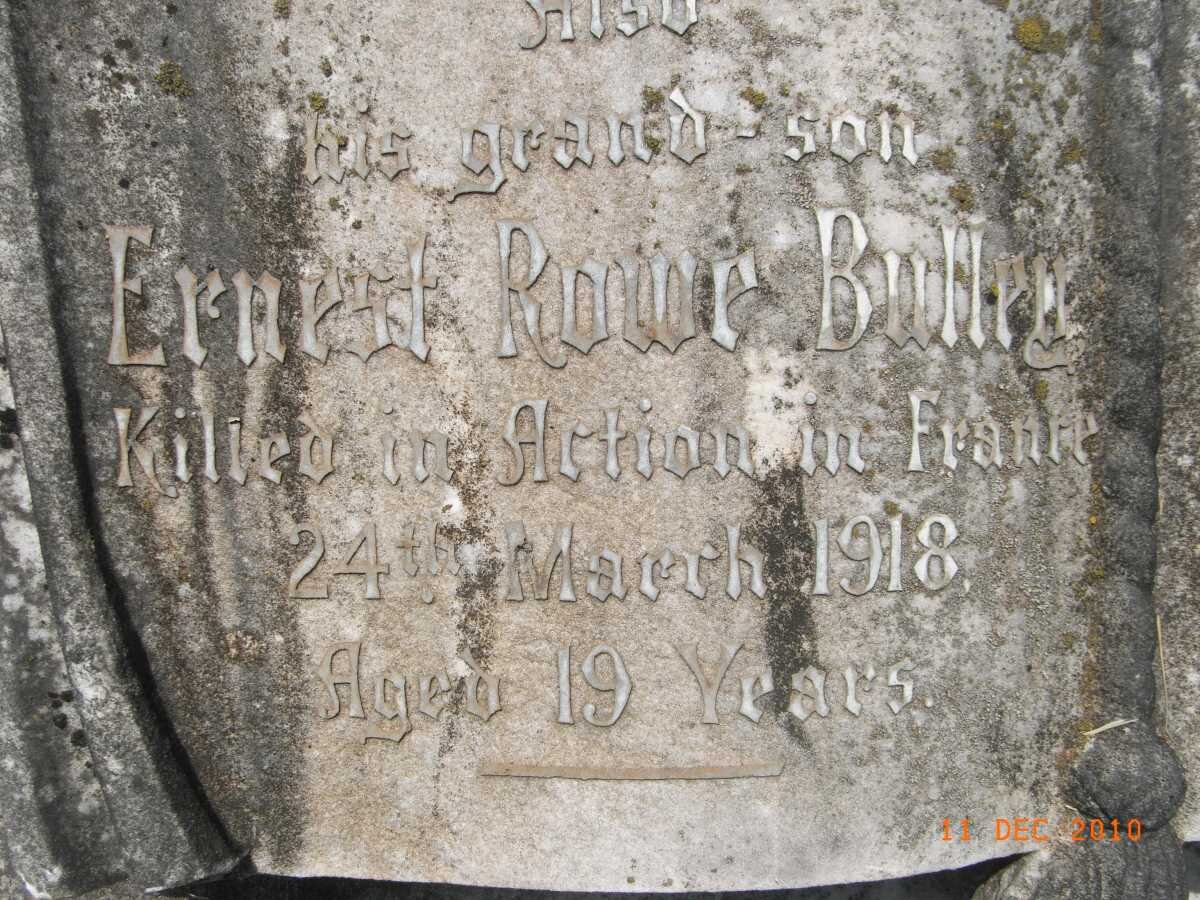 Also
his grand-son
Ernest Rowe Bulley
Killed in Action in France
24th March 1918.
Aged 19 Years.
11 DEC 2010